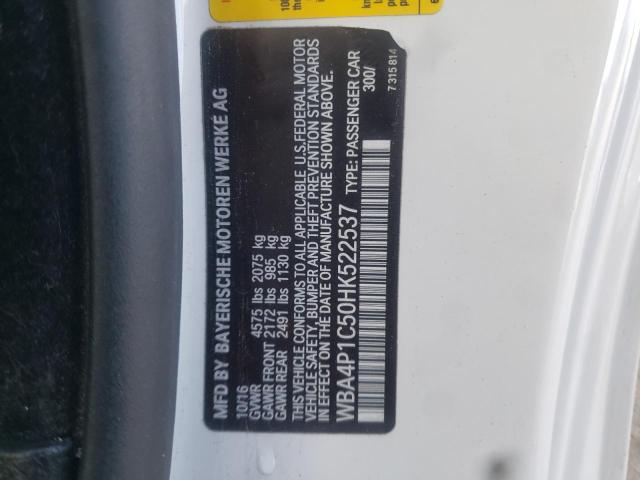 MFD BY BAYERISCHE MOTOREN WERKE AG
10/16
GVWR 4575 lbs 2075 kg
GAWR FRONT 2172 lbs 985 kg
GAWR REAR 2491 lbs 1130 kg
THIS VEHICLE CONFORMS TO ALL APPLICABLE U.S.FEDERAL MOTOR
VEHICLE SAFETY, BUMPER AND THEFT PREVENTION STANDARDS
IN EFFECT ON THE DATE OF MANUFACTURE SHOWN ABOVE.
WBA4P1C50HK522537 TYPE: PASSENGER CAR
300/
7 315 814